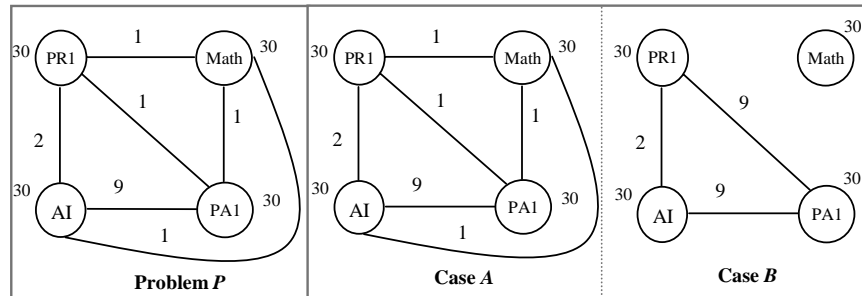 30 PR1 1 Math 30
1
2 1
30 AI 9 PA1 30
1
Problem P
30 PR1 1 Math 30
1
2 1
30 AI 9 PA1 30
1
Case A
30 PR1 Math 30
9
2
30 AI 9 PA1 30
Case B